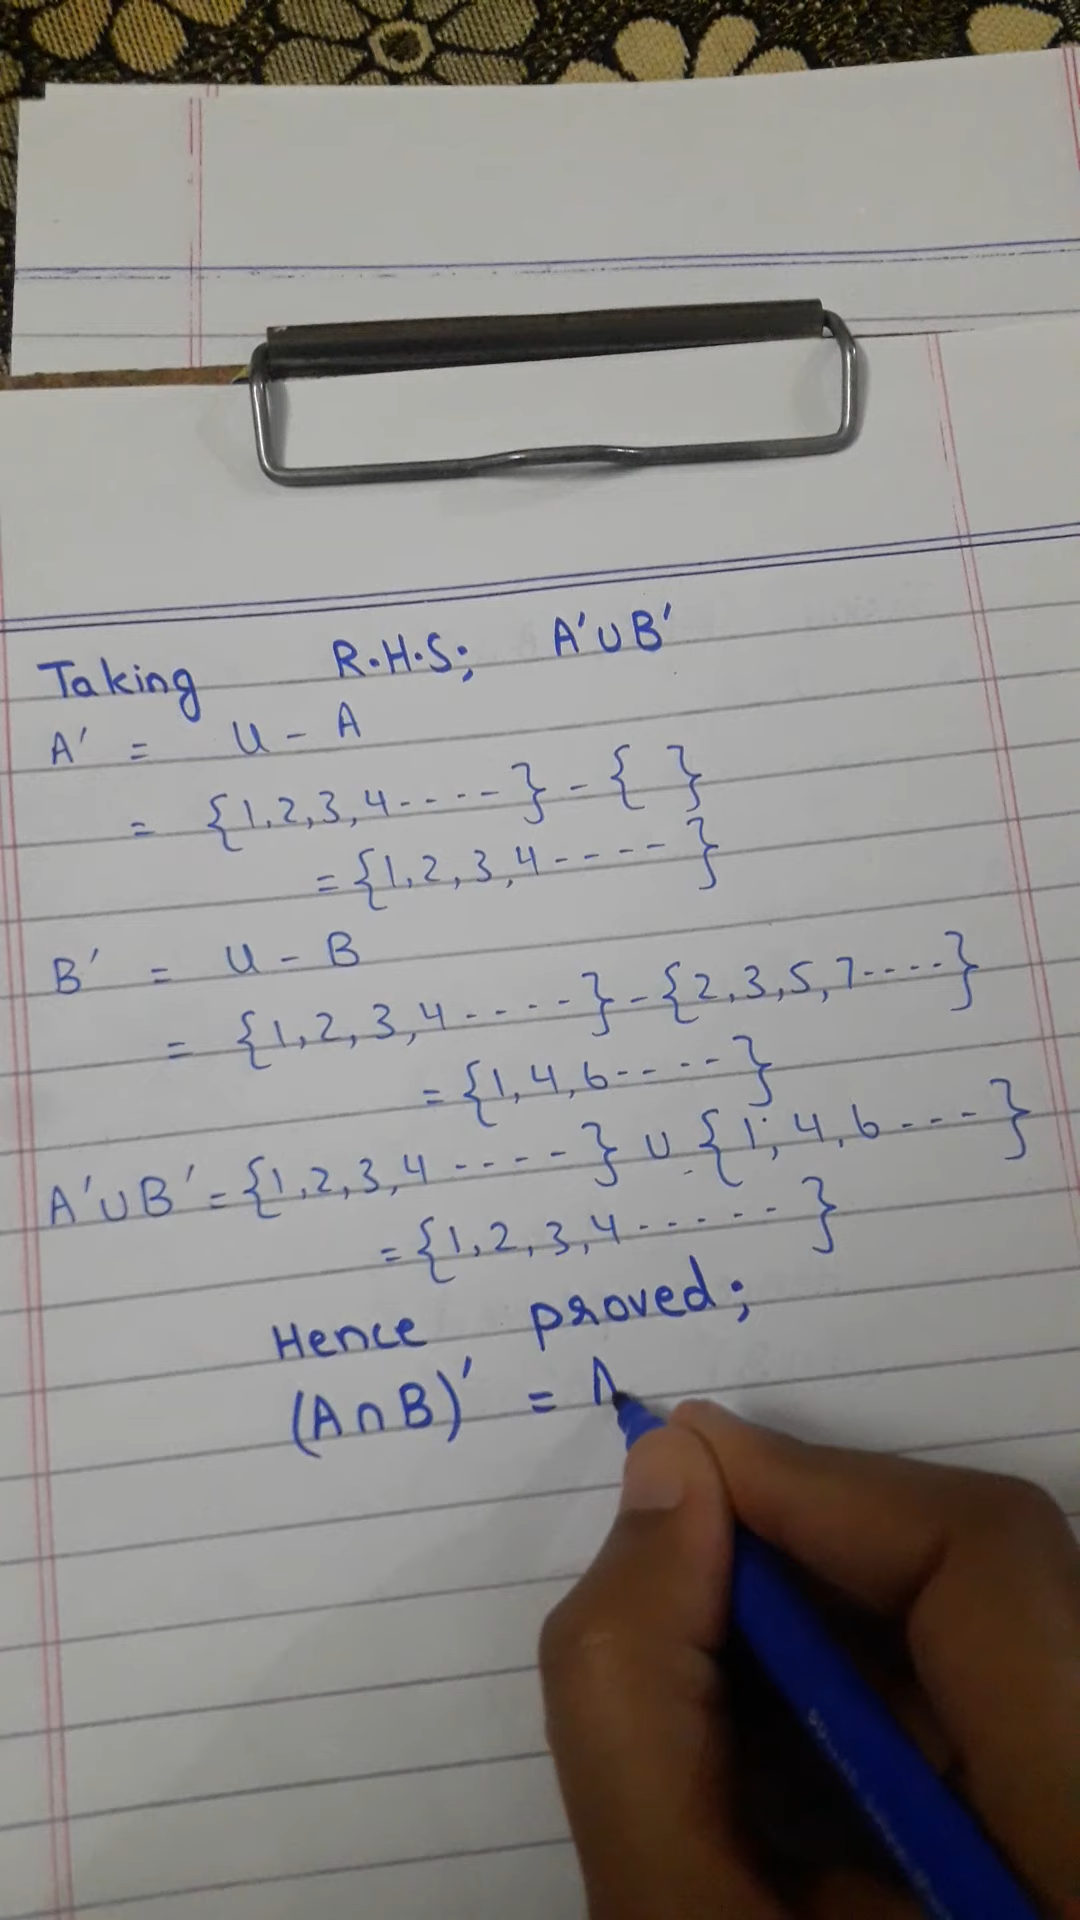 Taking R.H.S; A'∪B'
A' = U - A
= {1,2,3,4-----} - { }
= {1,2,3,4-----}
B' = U - B
= {1,2,3,4-----} - {2,3,5,7-----}
= {1,4,6-----}
A'∪B' = {1,2,3,4-----} ∪ {1,4,6----}
= {1,2,3,4------}
Hence proved;
(A∩B)' = A